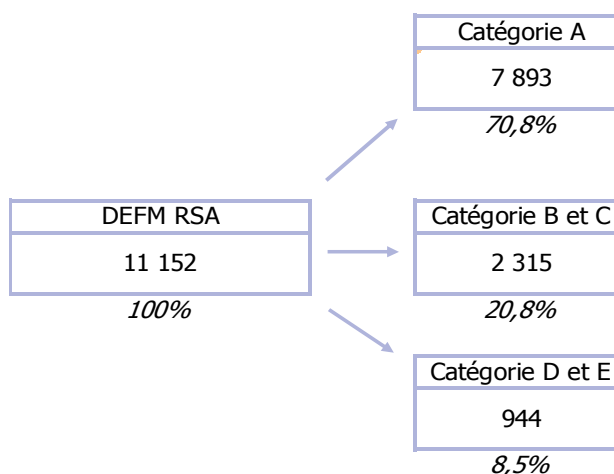 Catégorie A
7 893
70,8%
DEFM RSA
11 152
100%
Catégorie B et C
2 315
20,8%
Catégorie D et E
944
8,5%